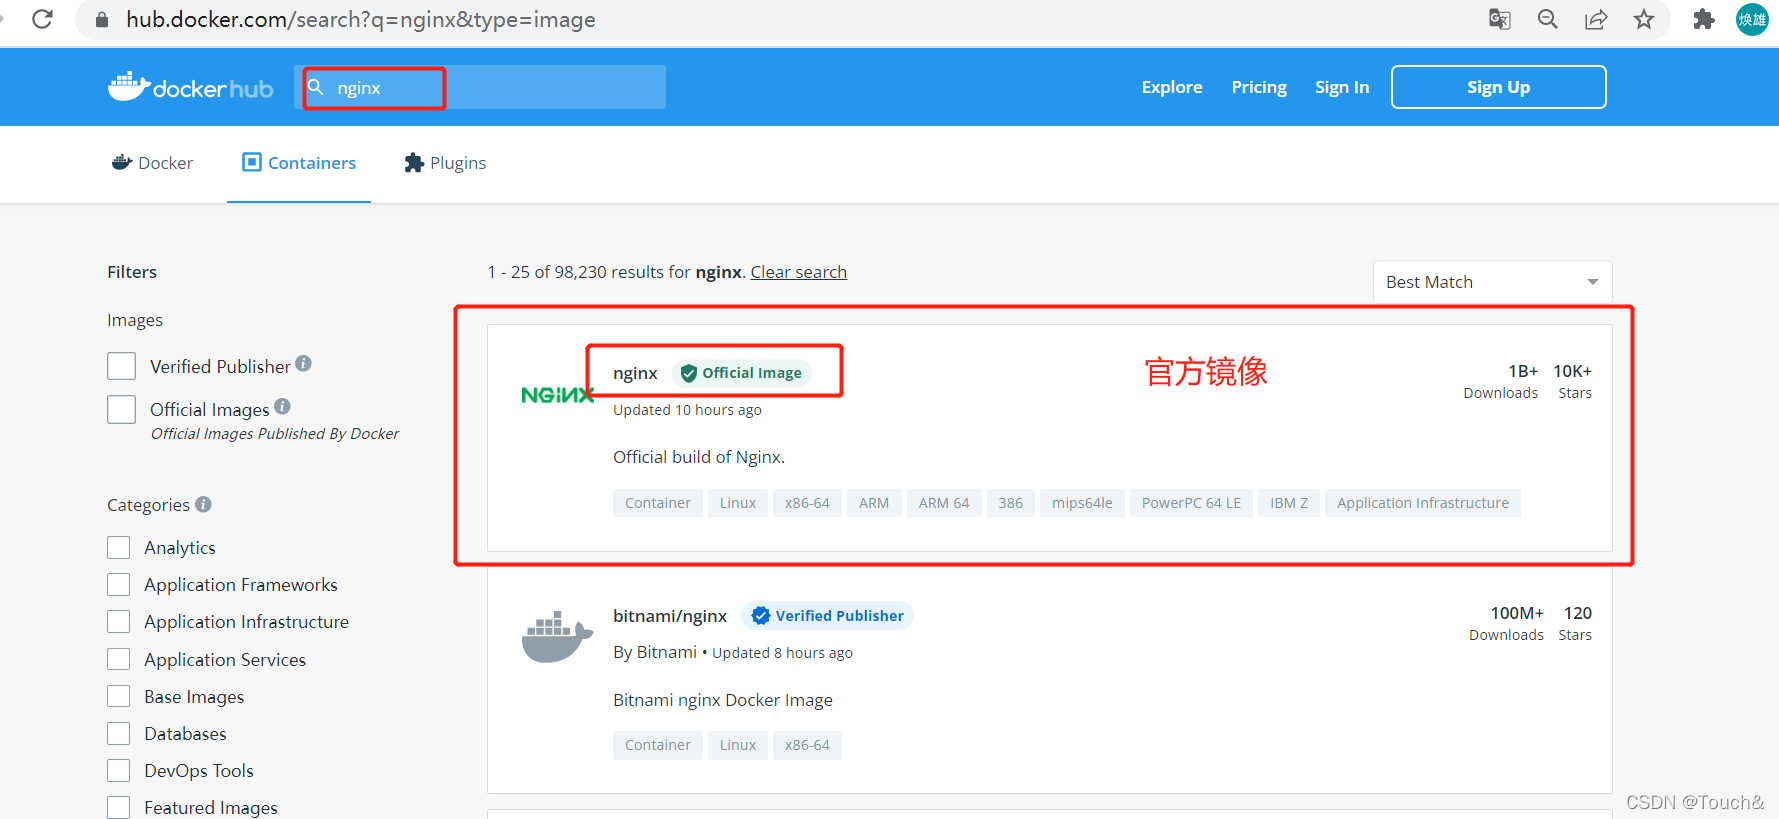 hub.docker.com/search?q=nginx&type=image
焕雄
docker hub
nginx
Explore
Pricing
Sign In
Sign Up
Docker
Containers
Plugins
Filters
1 - 25 of 98,230 results for nginx. Clear search
Best Match
Images
Verified Publisher
Official Images
Official Images Published By Docker
Categories
Analytics
Application Frameworks
Application Infrastructure
Application Services
Base Images
Databases
DevOps Tools
Featured Images
NGINX
nginx Official Image
官方镜像
1B+ 10K+
Downloads Stars
Updated 10 hours ago
Official build of Nginx.
Container Linux x86-64 ARM ARM 64 386 mips64le PowerPC 64 LE IBM Z Application Infrastructure
bitnami/nginx Verified Publisher
100M+ 120
Downloads Stars
By Bitnami • Updated 8 hours ago
Bitnami nginx Docker Image
Container Linux x86-64
CSDN @Touch&